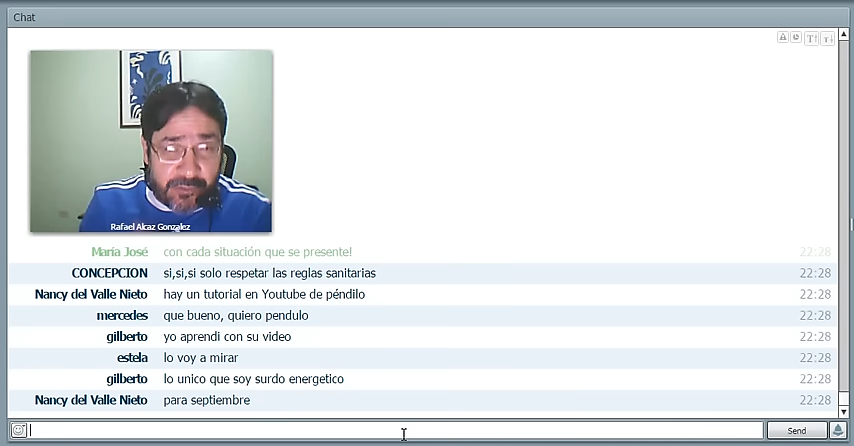 Chat
Rafael Alcaz Gonzalez
María José con cada situación que se presente! 22:28
CONCEPCION si,si,si solo respetar las reglas sanitarias 22:28
Nancy del Valle Nieto hay un tutorial en Youtube de péndilo 22:28
mercedes que bueno, quiero pendulo 22:28
gilberto yo aprendi con su video 22:28
estela lo voy a mirar 22:28
gilberto lo unico que soy surdo energetico 22:28
Nancy del Valle Nieto para septiembre 22:28
Send